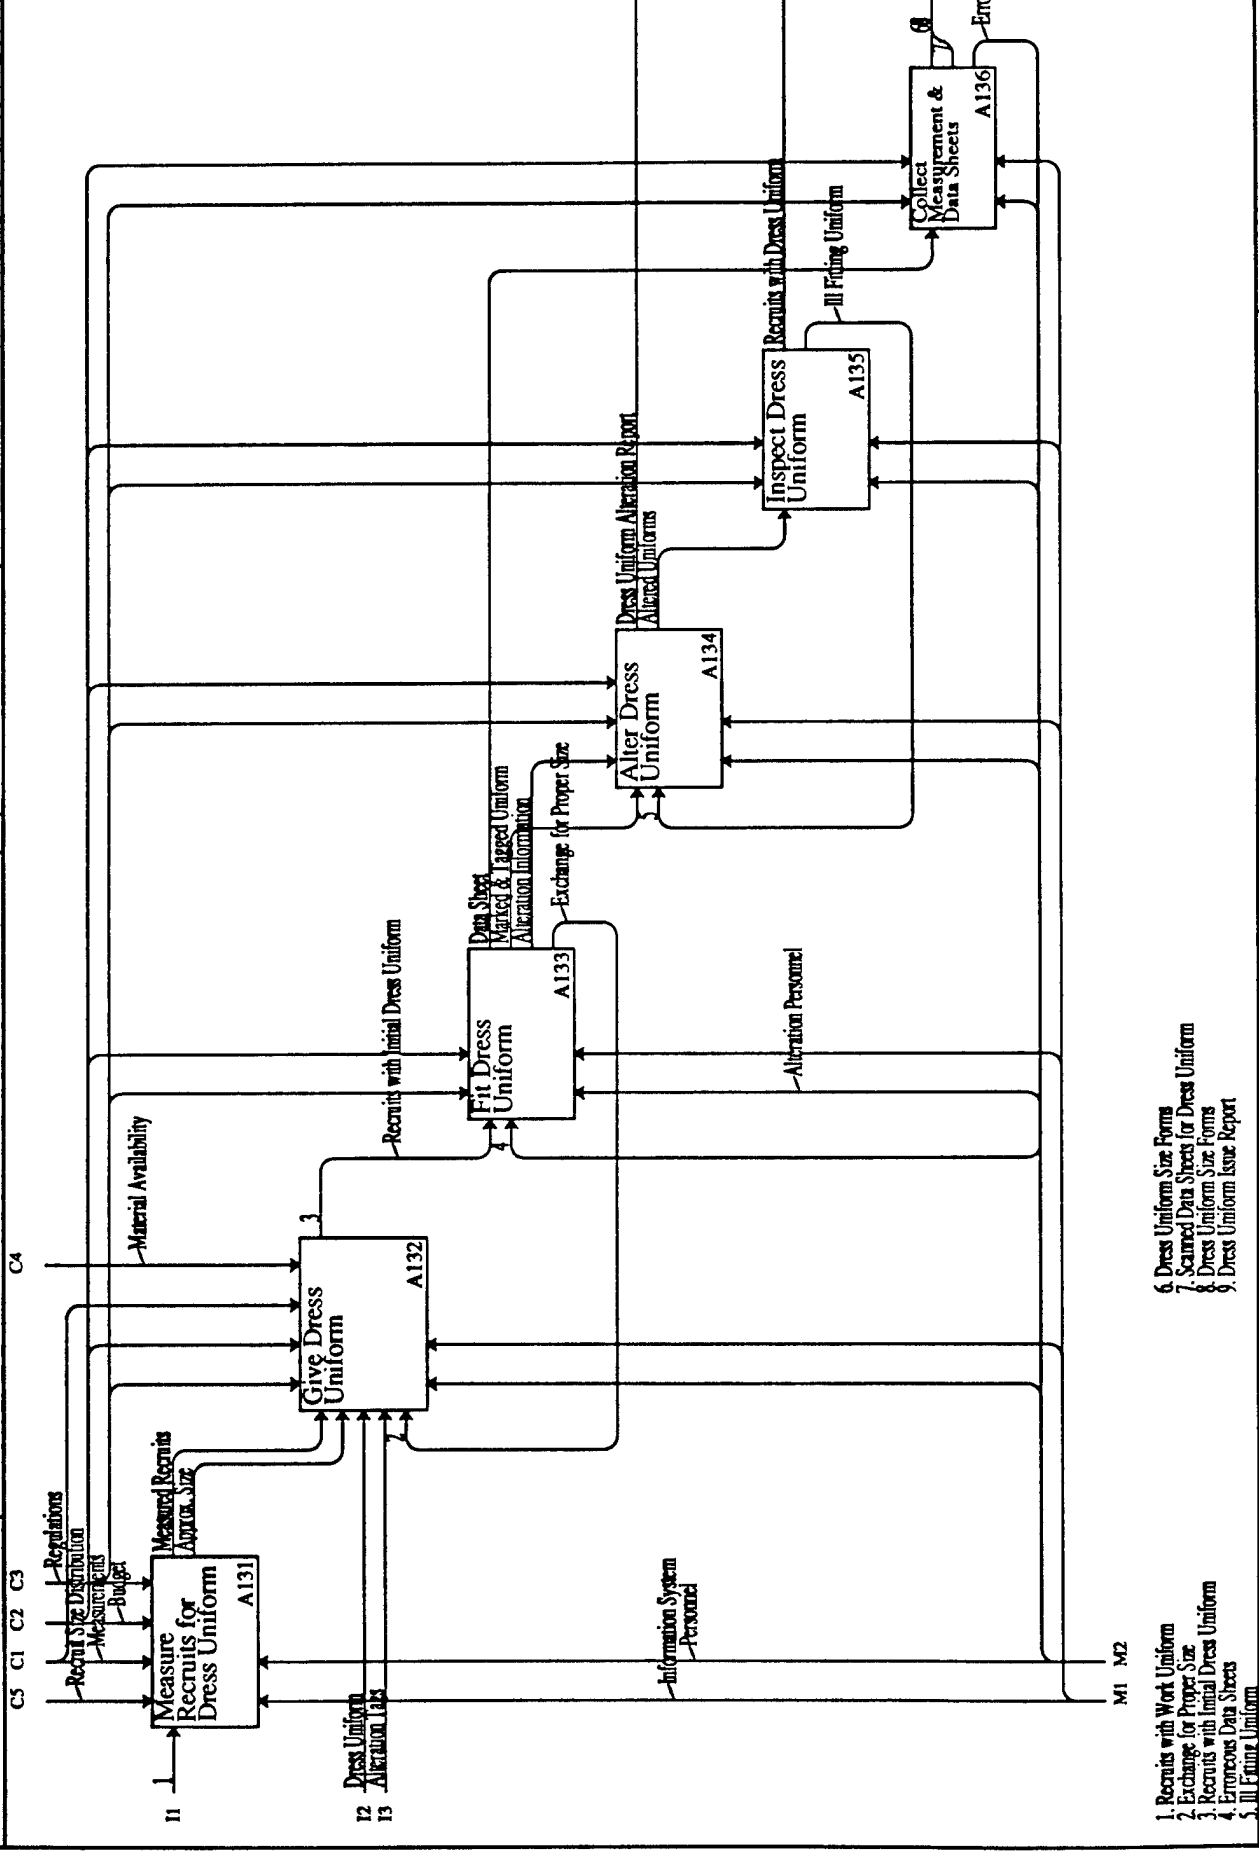 C5
C1
C2
C3
C4
Regulations
Recruit Size Distribution
Measurements
Budget
Material Availability
I1
1
Measure
Recruits for
Dress Uniform
A131
Measured Recruits
Approx. Size
I2
I3
Dress Uniform
Alteration Tags
2
Give Dress
Uniform
A132
3
Recruits with Initial Dress Uniform
4
Fit Dress
Uniform
A133
Data Sheet
Marked & Tagged Uniform
Alteration Information
Exchange for Proper Size
5
Alter Dress
Uniform
A134
Dress Uniform Alteration Report
Altered Uniforms
Inspect Dress
Uniform
A135
Recruits with Dress Uniform
Ill Fitting Uniform
Collect
Measurement &
Data Sheets
A136
7
Information System
Personnel
Alteration Personnel
M1
M2
1. Recruits with Work Uniform
2. Exchange for Proper Size
3. Recruits with Initial Dress Uniform
4. Erroneous Data Sheets
5. Ill Fitting Uniform
6. Dress Uniform Size Forms
7. Scanned Data Sheets for Dress Uniform
8. Dress Uniform Size Forms
9. Dress Uniform Issue Report